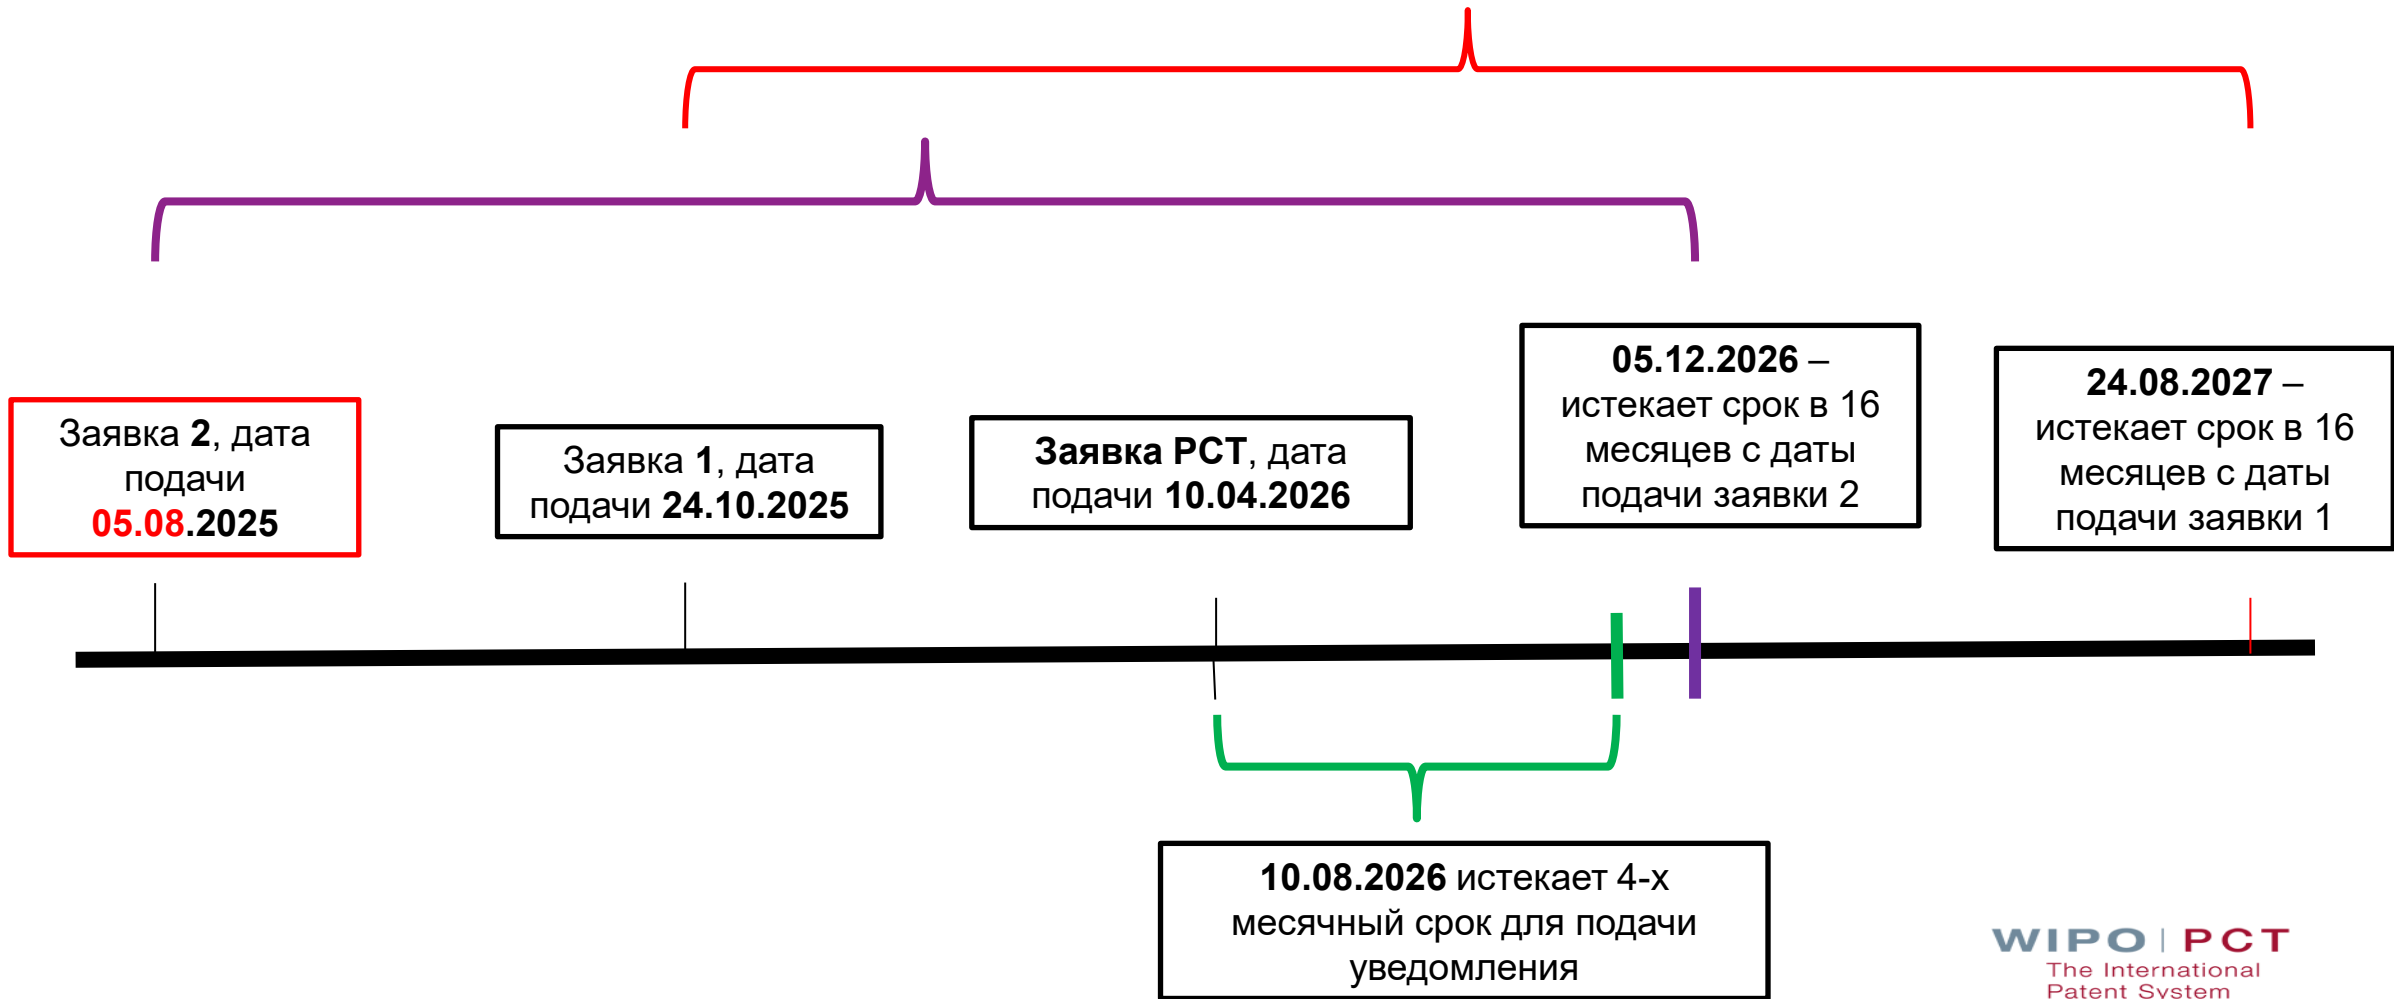 Заявка 2, дата
подачи
05.08.2025
Заявка 1, дата
подачи 24.10.2025
Заявка PCT, дата
подачи 10.04.2026
05.12.2026 –
истекает срок в 16
месяцев с даты
подачи заявки 2
24.08.2027 –
истекает срок в 16
месяцев с даты
подачи заявки 1
10.08.2026 истекает 4-х
месячный срок для подачи
уведомления
WIPO | PCT
The International
Patent System